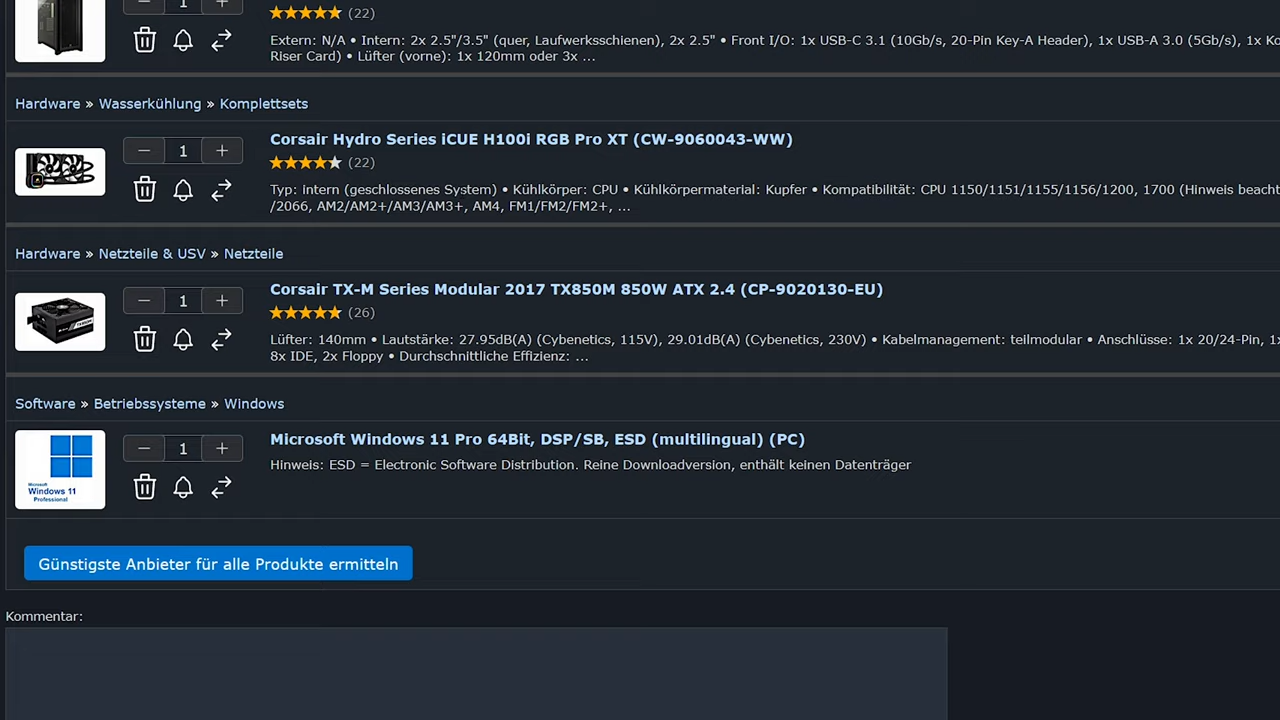 1
(22)
Extern: N/A • Intern: 2x 2.5"/3.5" (quer, Laufwerksschienen), 2x 2.5" • Front I/O: 1x USB-C 3.1 (10Gb/s, 20-Pin Key-A Header), 1x USB-A 3.0 (5Gb/s), 1x Ko
Riser Card) • Lüfter (vorne): 1x 120mm oder 3x ...
Hardware » Wasserkühlung » Komplettsets
Corsair Hydro Series iCUE H100i RGB Pro XT (CW-9060043-WW)
1
(22)
Typ: intern (geschlossenes System) • Kühlkörper: CPU • Kühlkörpermaterial: Kupfer • Kompatibilität: CPU 1150/1151/1155/1156/1200, 1700 (Hinweis beacht
/2066, AM2/AM2+/AM3/AM3+, AM4, FM1/FM2/FM2+, ...
Hardware » Netzteile & USV » Netzteile
Corsair TX-M Series Modular 2017 TX850M 850W ATX 2.4 (CP-9020130-EU)
1
(26)
Lüfter: 140mm • Lautstärke: 27.95dB(A) (Cybenetics, 115V), 29.01dB(A) (Cybenetics, 230V) • Kabelmanagement: teilmodular • Anschlüsse: 1x 20/24-Pin, 1x
8x IDE, 2x Floppy • Durchschnittliche Effizienz: ...
Software » Betriebssysteme » Windows
Microsoft Windows 11 Pro 64Bit, DSP/SB, ESD (multilingual) (PC)
1
Hinweis: ESD = Electronic Software Distribution. Reine Downloadversion, enthält keinen Datenträger
Microsoft
Windows 11
Professional
Günstigste Anbieter für alle Produkte ermitteln
Kommentar: